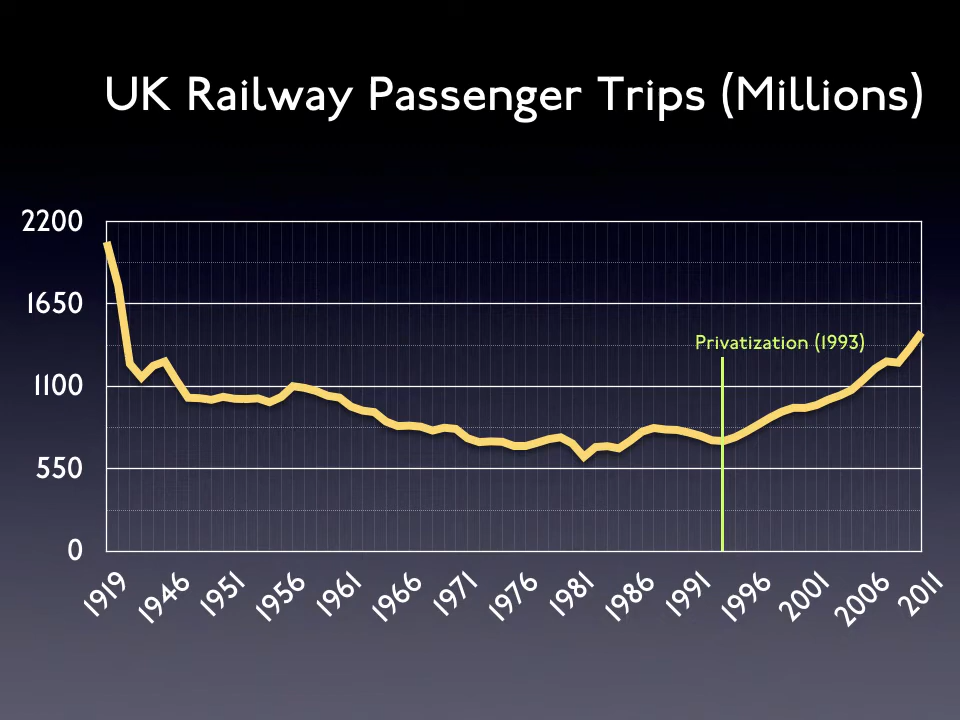 UK Railway Passenger Trips (Millions)
2200
1650
Privatization (1993)
1100
550
0
1919 1946 1951 1956 1961 1966 1971 1976 1981 1986 1991 1996 2001 2006 2011